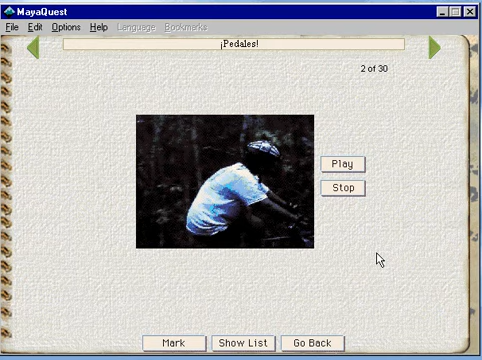 MayaQuest
File Edit Options Help Language Bookmarks
¡Pedales!
2 of 30
Play
Stop
Mark Show List Go Back